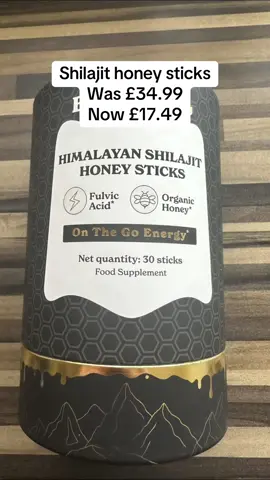 Shilajit honey sticks
Was £34.99
Now £17.49
HIMALAYAN SHILAJIT
HONEY STICKS
Fulvic
Acid*
Organic
Honey*
On The Go Energy*
Net quantity: 30 sticks
Food Supplement